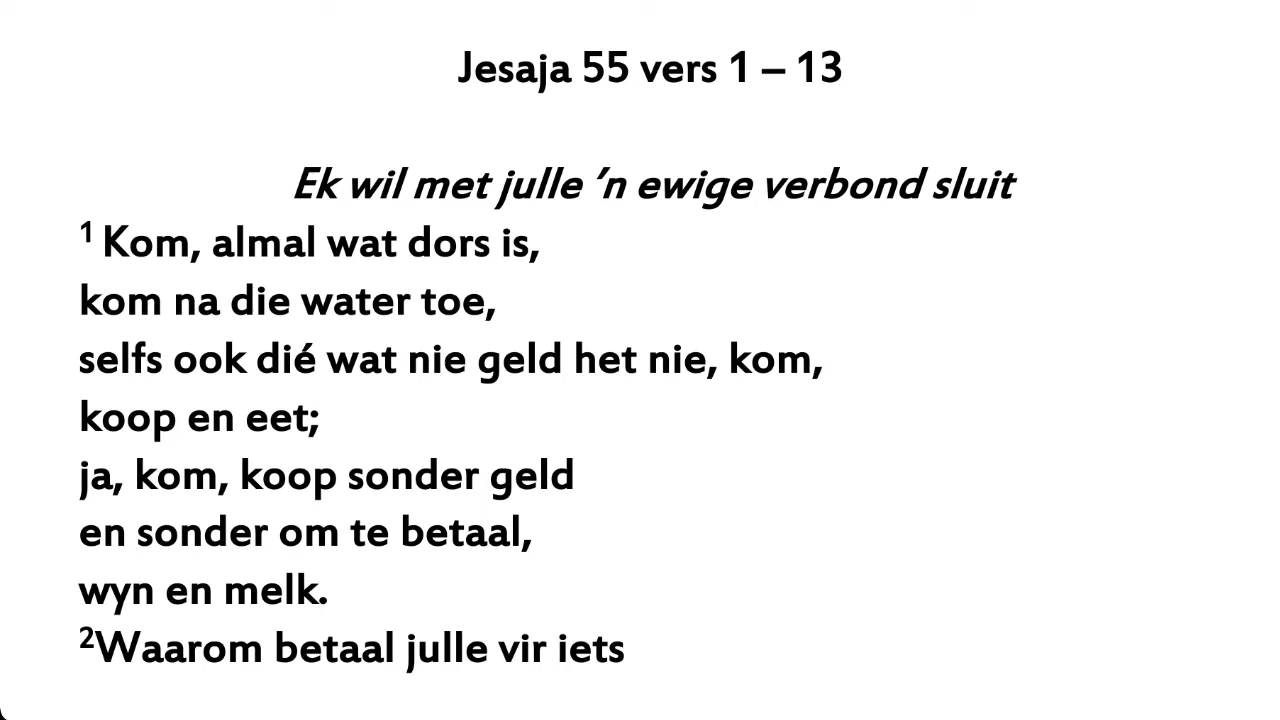 Jesaja 55 vers 1 – 13
Ek wil met julle ’n ewige verbond sluit
1 Kom, almal wat dors is,
kom na die water toe,
selfs ook dié wat nie geld het nie, kom,
koop en eet;
ja, kom, koop sonder geld
en sonder om te betaal,
wyn en melk.
2Waarom betaal julle vir iets